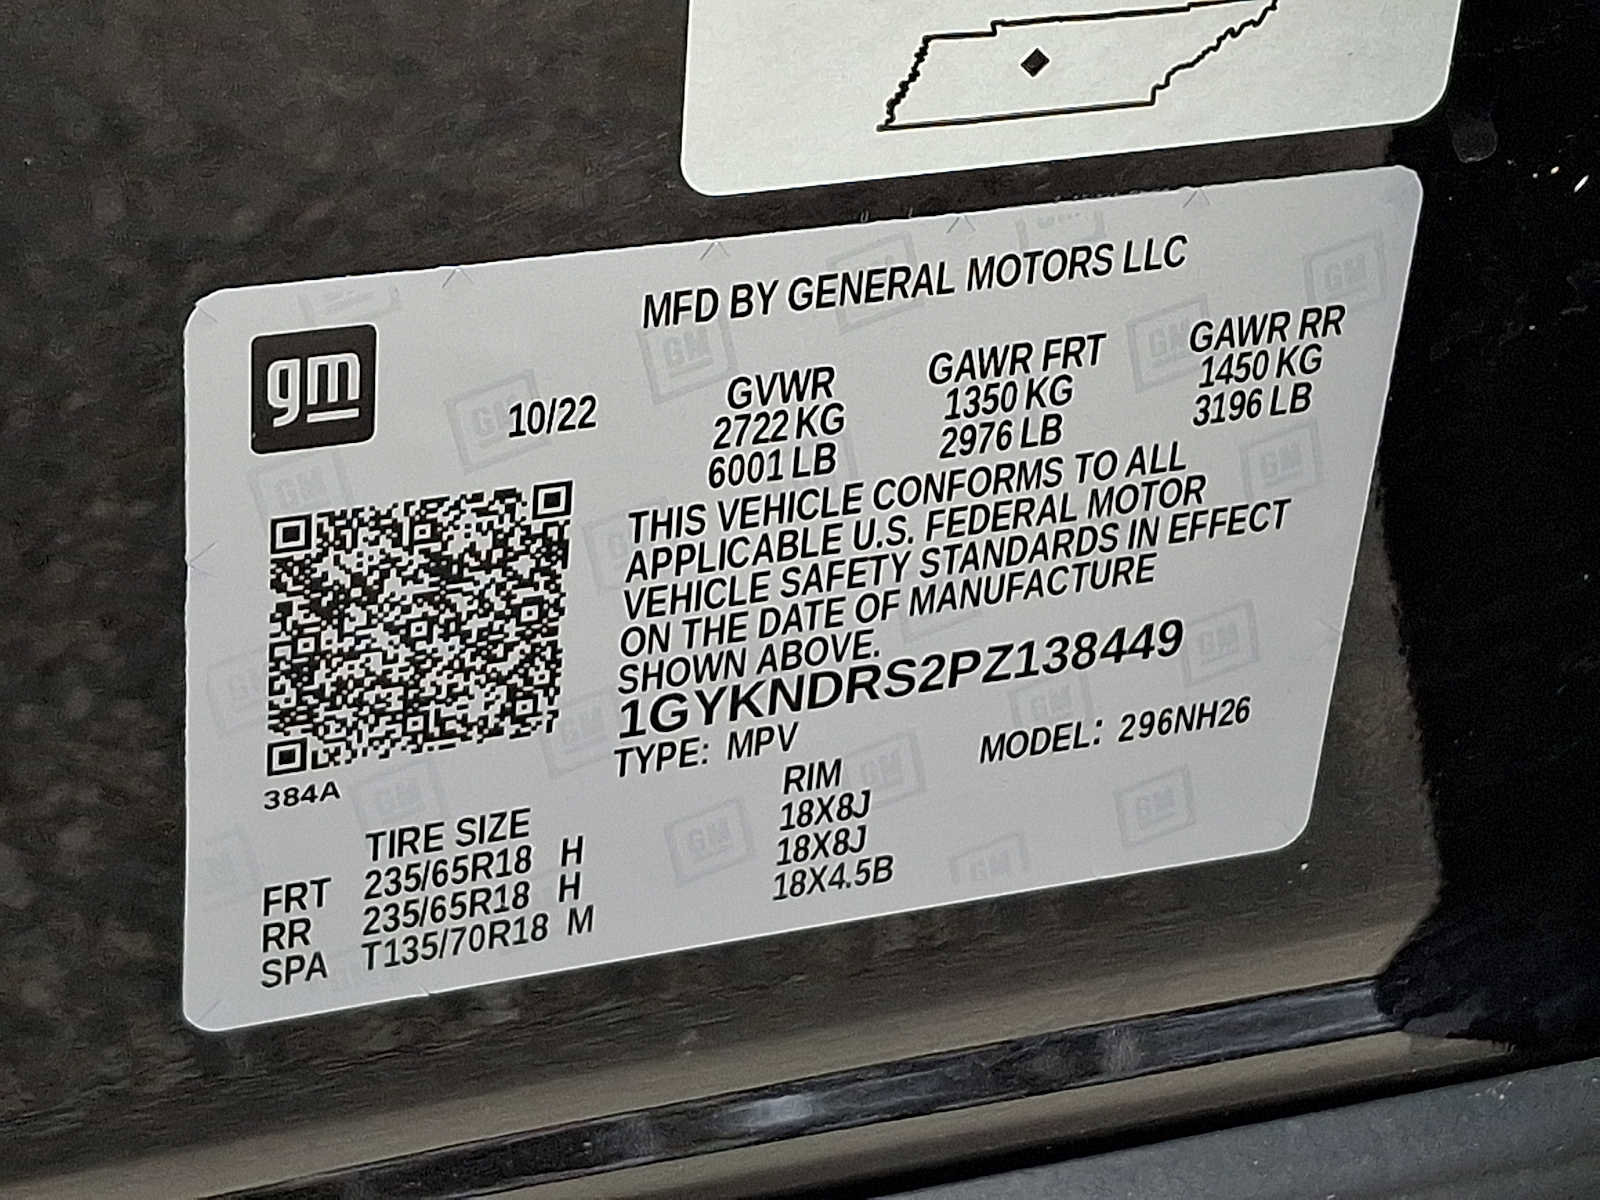 MFD BY GENERAL MOTORS LLC
gm
10/22
GVWR
2722 KG
6001 LB
GAWR FRT
1350 KG
2976 LB
GAWR RR
1450 KG
3196 LB
THIS VEHICLE CONFORMS TO ALL
APPLICABLE U.S. FEDERAL MOTOR
VEHICLE SAFETY STANDARDS IN EFFECT
ON THE DATE OF MANUFACTURE
SHOWN ABOVE.
1GYKNDRS2PZ138449
TYPE: MPV MODEL: 296NH26
384A
TIRE SIZE RIM
FRT 235/65R18 H 18X8J
RR 235/65R18 H 18X8J
SPA T135/70R18 M 18X4.5B